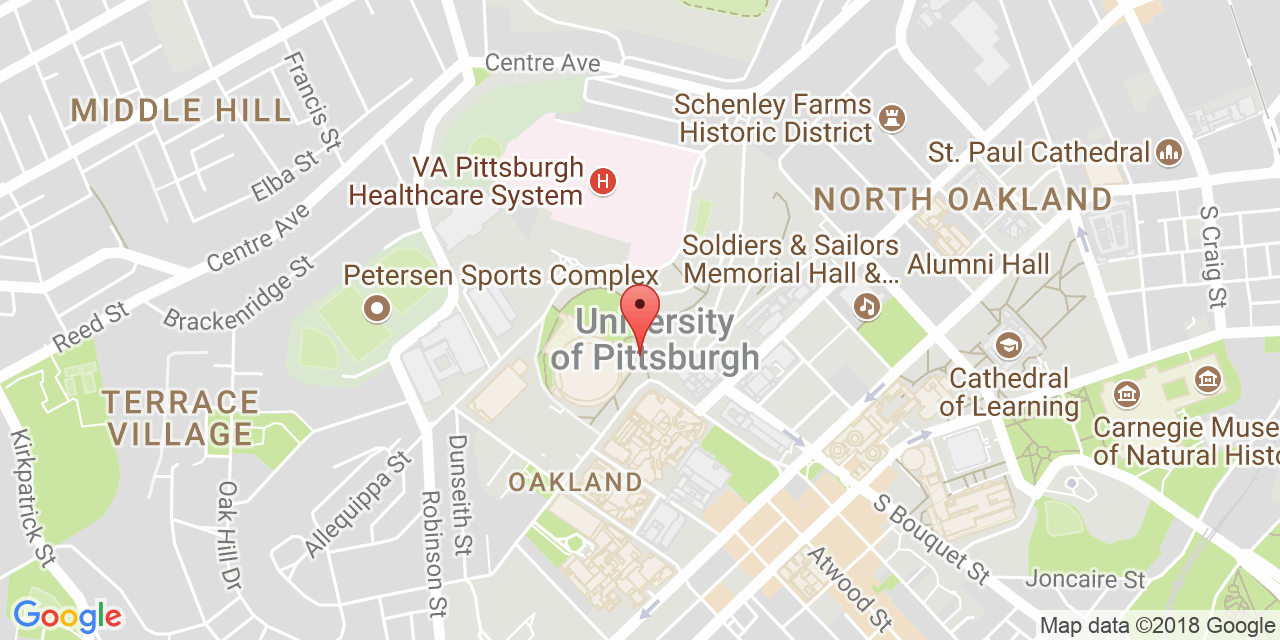 Centre Ave
Francis St
MIDDLE HILL
Schenley Farms
Historic District
St. Paul Cathedral
VA Pittsburgh
Healthcare System
H
Elba St
NORTH OAKLAND
Centre Ave
S Craig St
Soldiers & Sailors
Memorial Hall &...
Alumni Hall
Petersen Sports Complex
Brackenridge St
Reed St
University
of Pittsburgh
Cathedral
of Learning
TERRACE
VILLAGE
Carnegie Muse
of Natural Histo
Kirkpatrick St
Dunseith St
OAKLAND
Allequippa St
Oak Hill Dr
Robinson St
S Bouquet St
Atwood St
Joncaire St
Google
Map data ©2018 Google